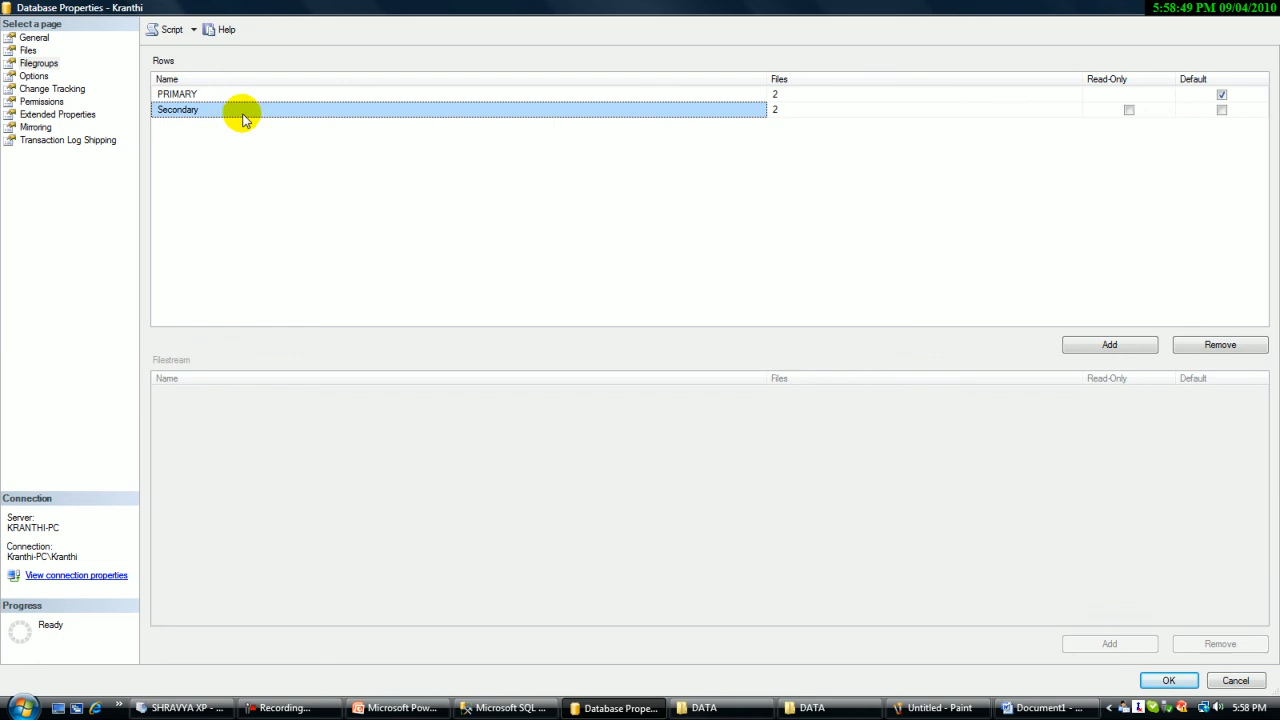 Database Properties - Kranthi
5:58:49 PM 09/04/2010
Select a page
General
Files
Filegroups
Options
Change Tracking
Permissions
Extended Properties
Mirroring
Transaction Log Shipping
Script
Help
Rows
Name Files Read-Only Default
PRIMARY 2
Secondary 2
Add Remove
Filestream
Name Files Read-Only Default
Connection
Server:
KRANTHI-PC
Connection:
Kranthi-PC\Kranthi
View connection properties
Progress
Ready
Add Remove
OK Cancel
SHRAVYA XP - ... Recording... Microsoft Pow... Microsoft SQL ... Database Prope... DATA DATA Untitled - Paint Document1 - ... 5:58 PM